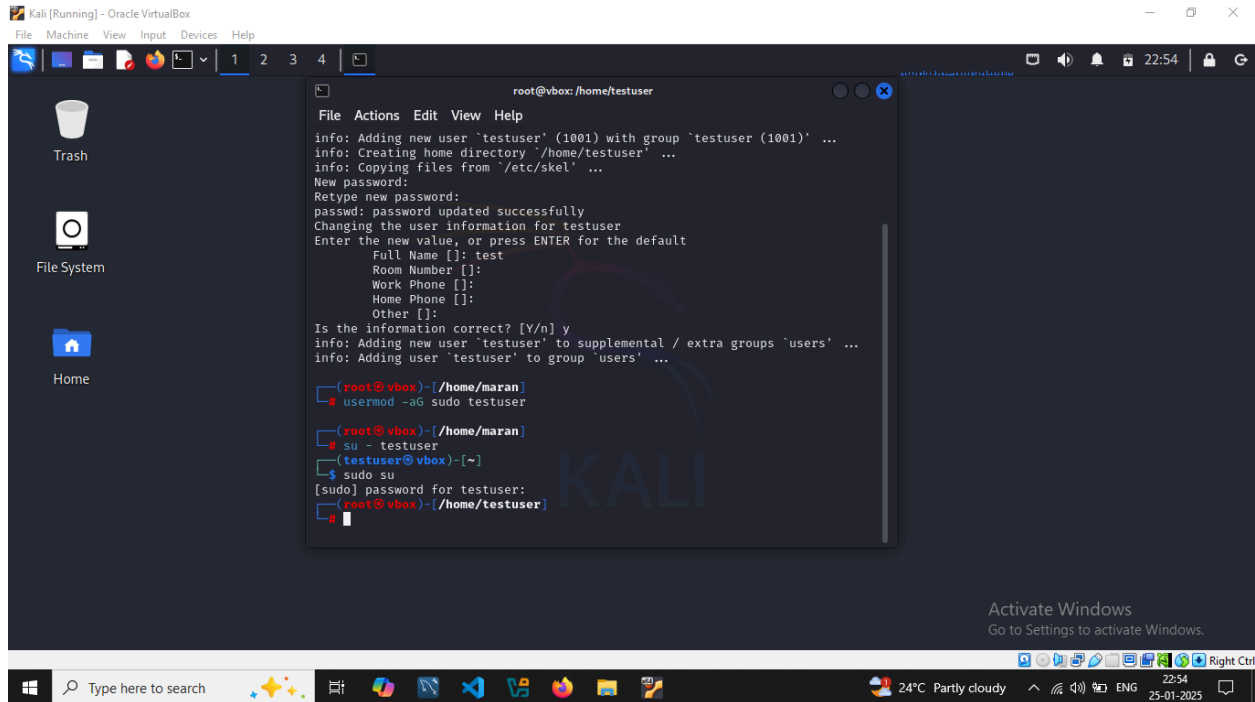 Kali [Running] - Oracle VirtualBox
File Machine View Input Devices Help
1 2 3 4 22:54
root@vbox: /home/testuser
File Actions Edit View Help
info: Adding new user `testuser' (1001) with group `testuser (1001)' ...
info: Creating home directory `/home/testuser' ...
info: Copying files from `/etc/skel' ...
New password:
Retype new password:
passwd: password updated successfully
Changing the user information for testuser
Enter the new value, or press ENTER for the default
Full Name []: test
Room Number []:
Work Phone []:
Home Phone []:
Other []:
Is the information correct? [Y/n] y
info: Adding new user `testuser' to supplemental / extra groups `users' ...
info: Adding user `testuser' to group `users' ...
┌──(root㉿vbox)-[/home/maran]
└─# usermod -aG sudo testuser
┌──(root㉿vbox)-[/home/maran]
└─# su - testuser
┌──(testuser㉿vbox)-[~]
└─$ sudo su
[sudo] password for testuser:
┌──(root㉿vbox)-[/home/testuser]
└─#
KALI
Trash
File System
Home
Activate Windows
Go to Settings to activate Windows.
Right Ctrl
Type here to search
24°C Partly cloudy
ENG
22:54
25-01-2025